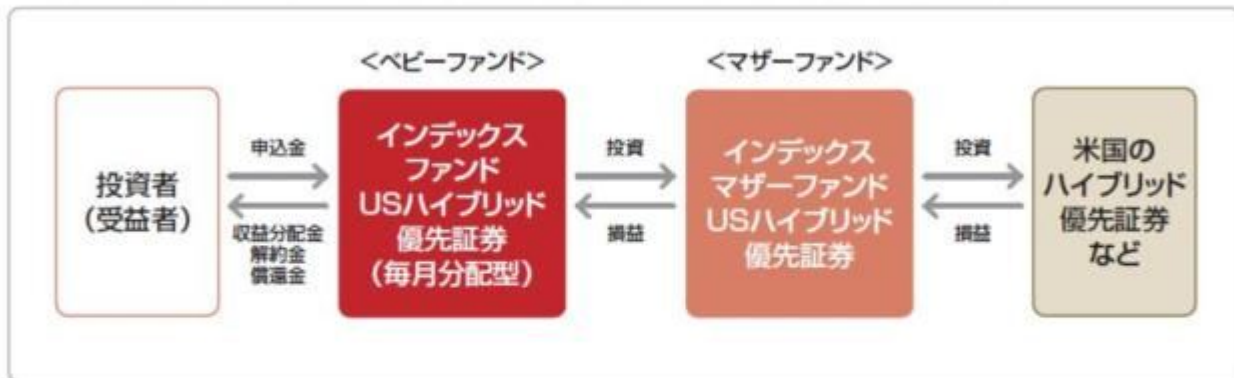 <ベビーファンド>
<マザーファンド>
投資者
(受益者)
申込金
収益分配金
解約金
償還金
インデックス
ファンド
USハイブリッド
優先証券
(毎月分配型)
投資
損益
インデックス
マザーファンド
USハイブリッド
優先証券
投資
損益
米国の
ハイブリッド
優先証券
など